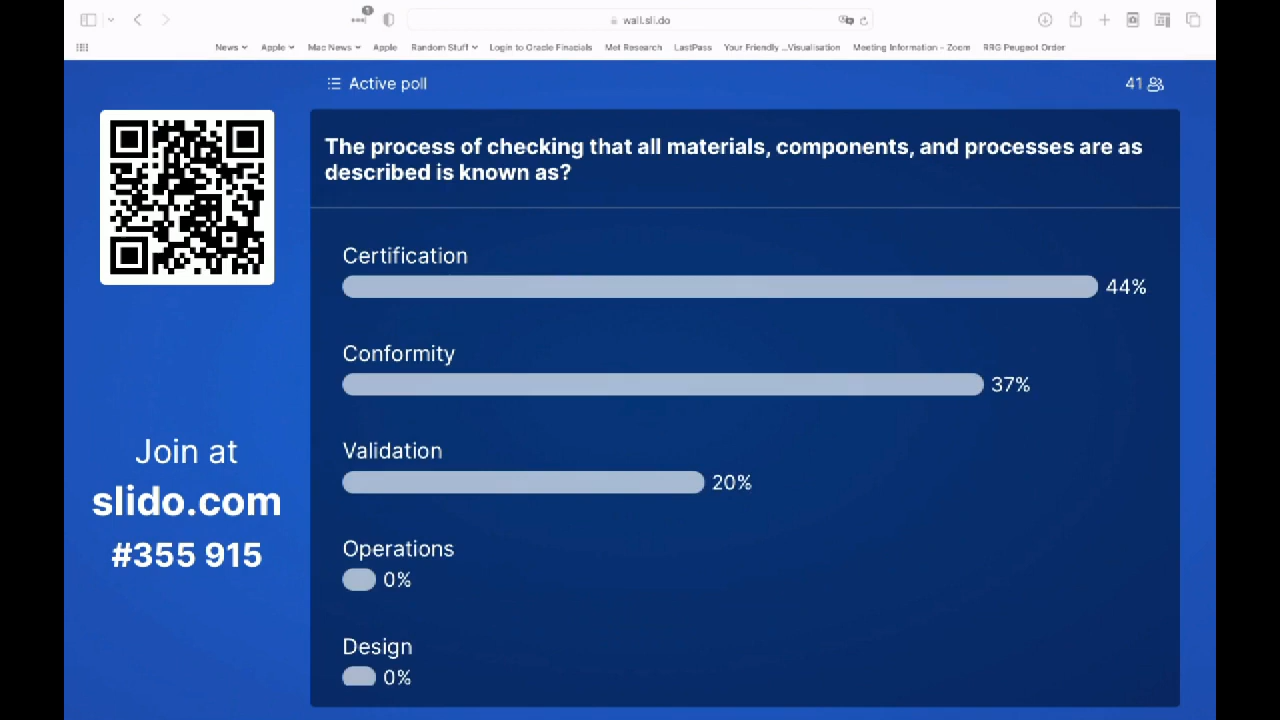 wall.sli.do
News
Apple
Mac News
Apple
Random Stuff
Login to Oracle Finacials
Met Research
LastPass
Your Friendly ...Visualisation
Meeting Information - Zoom
RRG Peugeot Order
Active poll
41
The process of checking that all materials, components, and processes are as
described is known as?
Certification
44%
Conformity
37%
Validation
20%
Operations
0%
Design
0%
Join at
slido.com
#355 915